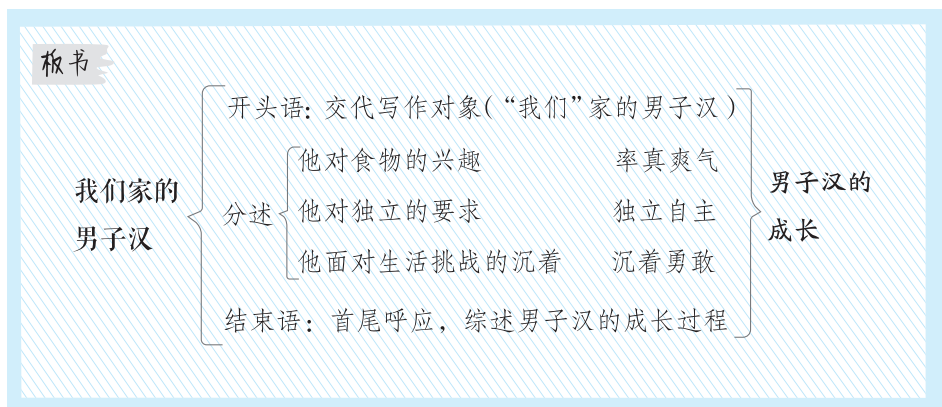 板书
开头语：交代写作对象（“我们”家的男子汉）
我们家的
男子汉
分述
他对食物的兴趣 率真爽气
他对独立的要求 独立自主
他面对生活挑战的沉着 沉着勇敢
结束语：首尾呼应，综述男子汉的成长过程
男子汉的
成长